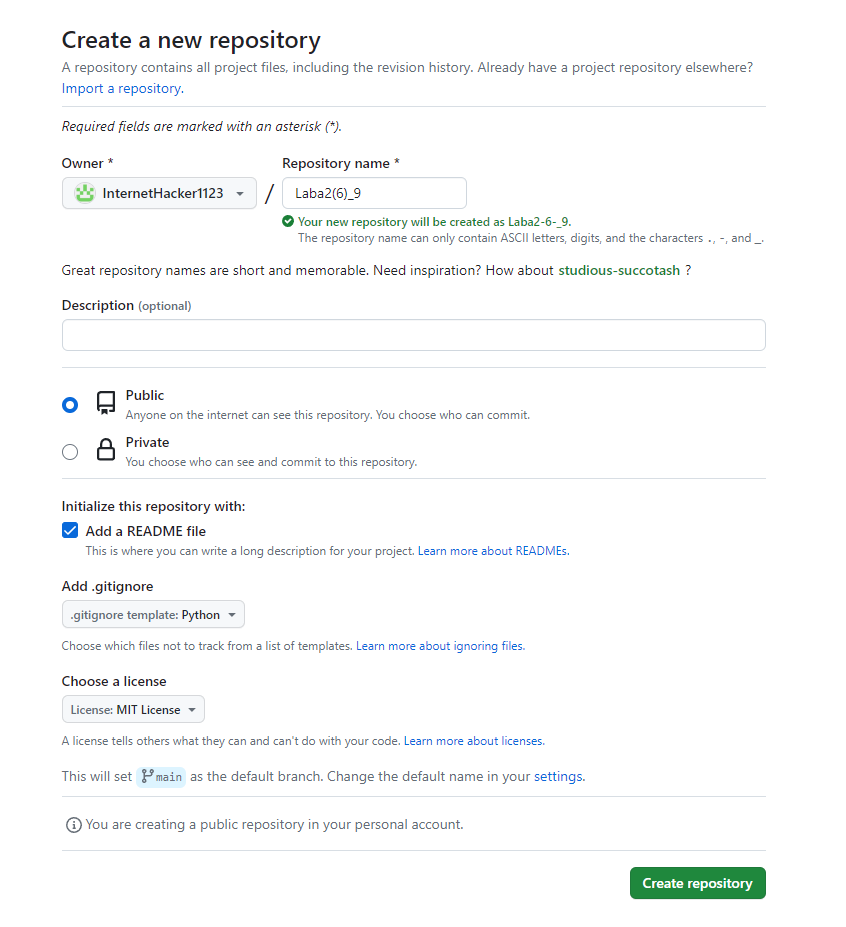 Create a new repository
A repository contains all project files, including the revision history. Already have a project repository elsewhere?
Import a repository.
Required fields are marked with an asterisk (*).
Owner * Repository name *
InternetHacker1123 / Laba2(6)_9
Your new repository will be created as Laba2-6-_9.
The repository name can only contain ASCII letters, digits, and the characters ., -, and _.
Great repository names are short and memorable. Need inspiration? How about studious-succotash ?
Description (optional)
Public
Anyone on the internet can see this repository. You choose who can commit.
Private
You choose who can see and commit to this repository.
Initialize this repository with:
Add a README file
This is where you can write a long description for your project. Learn more about READMEs.
Add .gitignore
.gitignore template: Python
Choose which files not to track from a list of templates. Learn more about ignoring files.
Choose a license
License: MIT License
A license tells others what they can and can't do with your code. Learn more about licenses.
This will set main as the default branch. Change the default name in your settings.
You are creating a public repository in your personal account.
Create repository